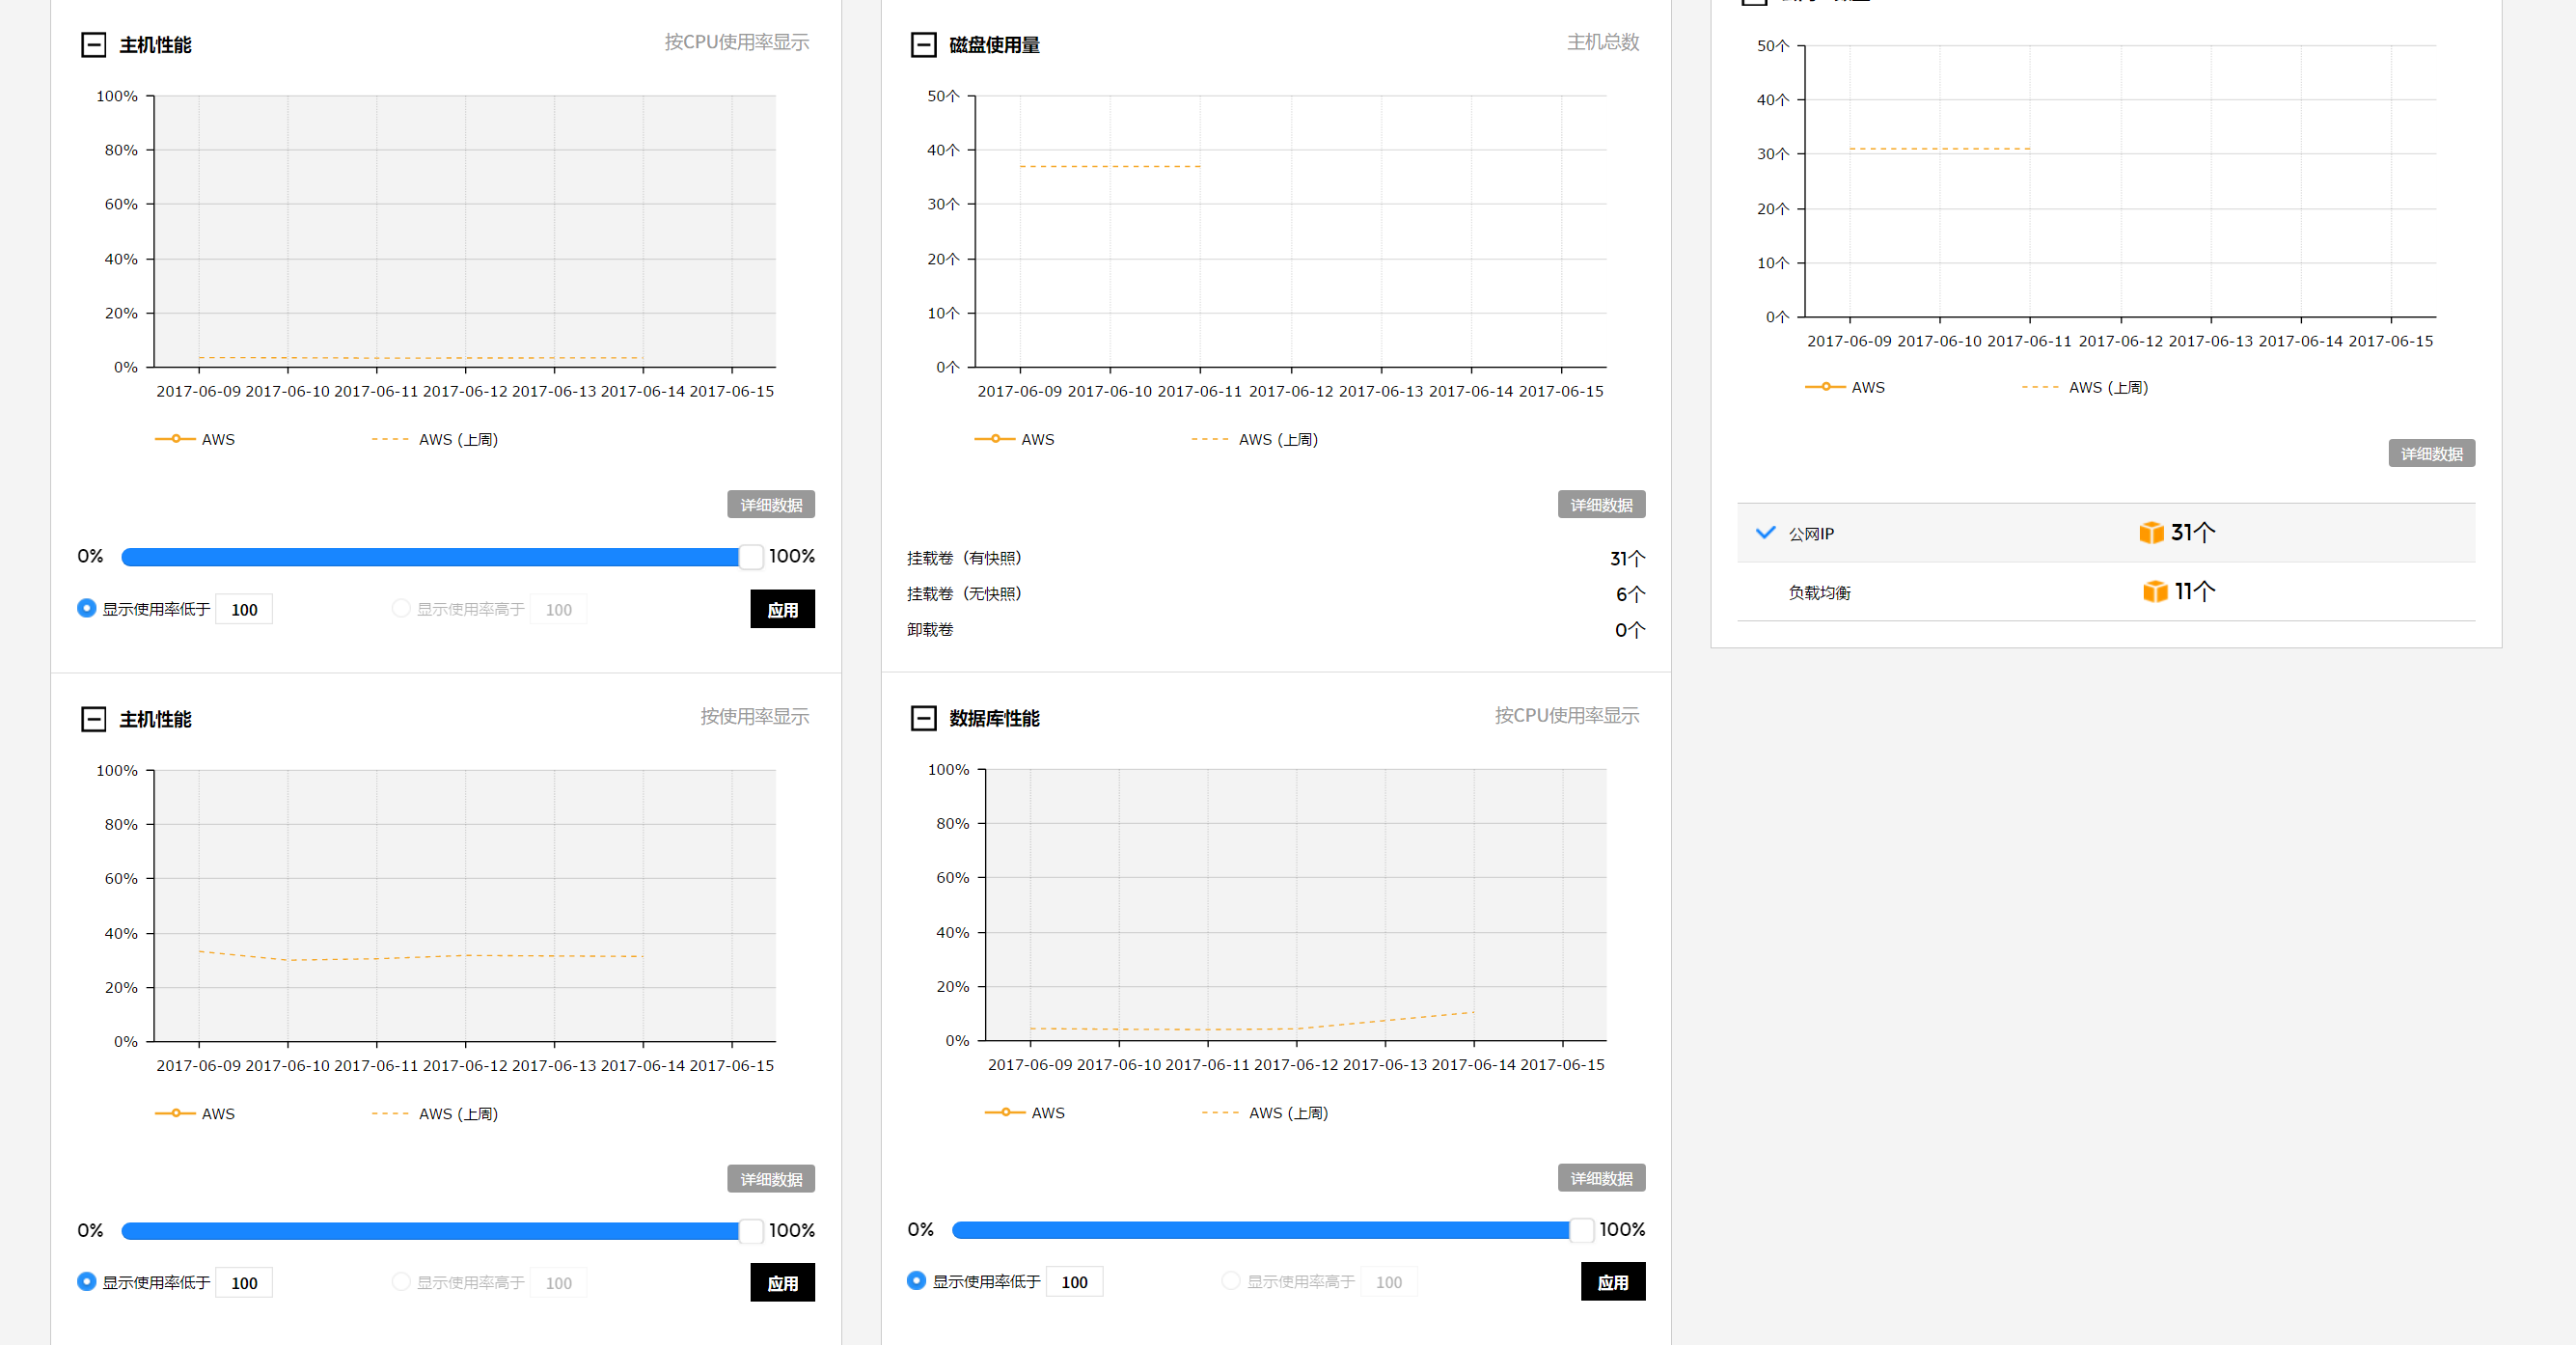 主机性能
按CPU使用率显示
100%
80%
60%
40%
20%
0%
2017-06-09 2017-06-10 2017-06-11 2017-06-12 2017-06-13 2017-06-14 2017-06-15
AWS
AWS (上周)
详细数据
0%
100%
显示使用率低于 100
显示使用率高于 100
应用
主机性能
按使用率显示
100%
80%
60%
40%
20%
0%
2017-06-09 2017-06-10 2017-06-11 2017-06-12 2017-06-13 2017-06-14 2017-06-15
AWS
AWS (上周)
详细数据
0%
100%
显示使用率低于 100
显示使用率高于 100
应用
磁盘使用量
主机总数
50个
40个
30个
20个
10个
0个
2017-06-09 2017-06-10 2017-06-11 2017-06-12 2017-06-13 2017-06-14 2017-06-15
AWS
AWS (上周)
详细数据
挂载卷（有快照） 31个
挂载卷（无快照） 6个
卸载卷 0个
数据库性能
按CPU使用率显示
100%
80%
60%
40%
20%
0%
2017-06-09 2017-06-10 2017-06-11 2017-06-12 2017-06-13 2017-06-14 2017-06-15
AWS
AWS (上周)
详细数据
0%
100%
显示使用率低于 100
显示使用率高于 100
应用
50个
40个
30个
20个
10个
0个
2017-06-09 2017-06-10 2017-06-11 2017-06-12 2017-06-13 2017-06-14 2017-06-15
AWS
AWS (上周)
详细数据
公网IP 31个
负载均衡 11个